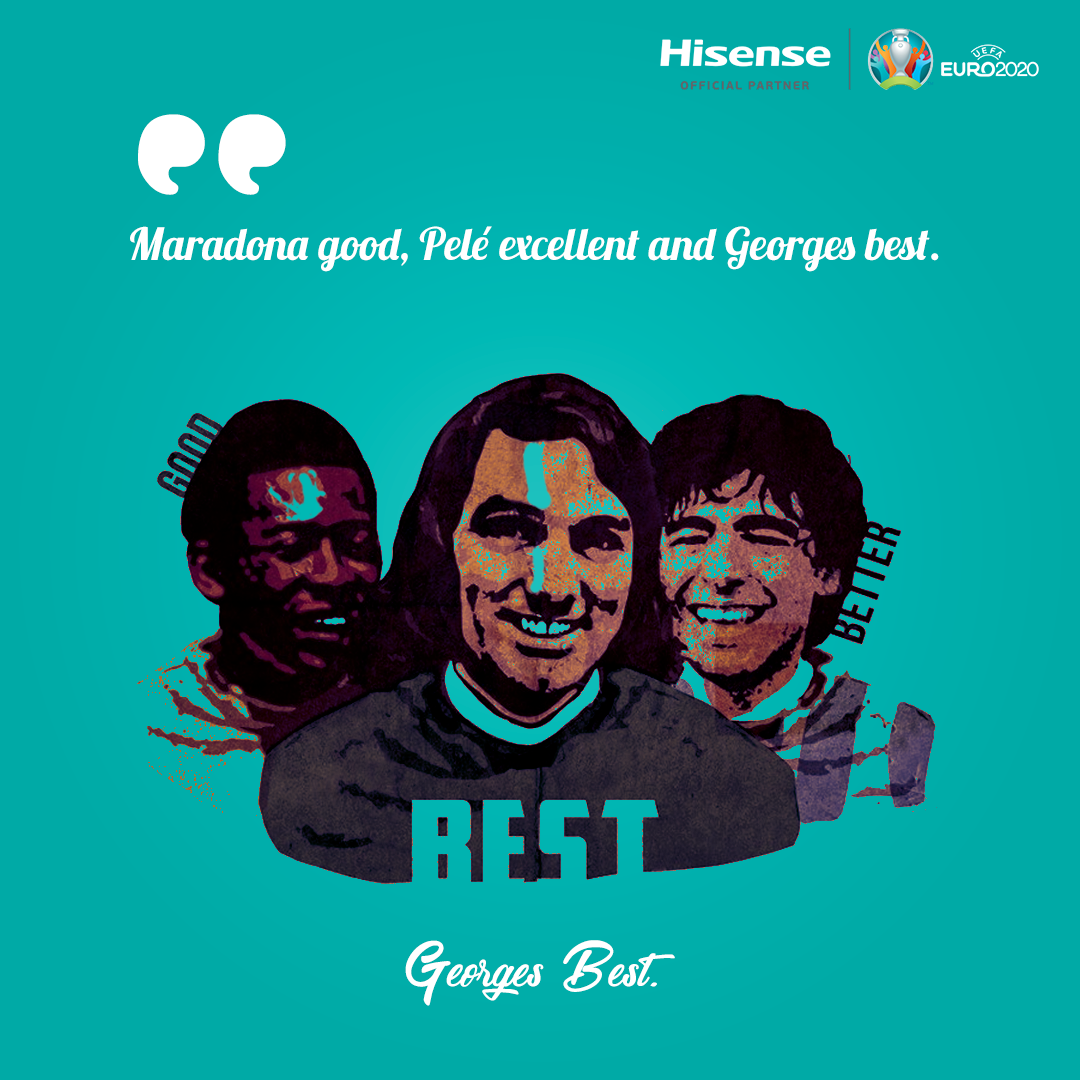 Hisense
OFFICIAL PARTNER
UEFA
EURO2020
Maradona good, Pelé excellent and Georges best.
GOOD
BETTER
BEST
Georges Best.